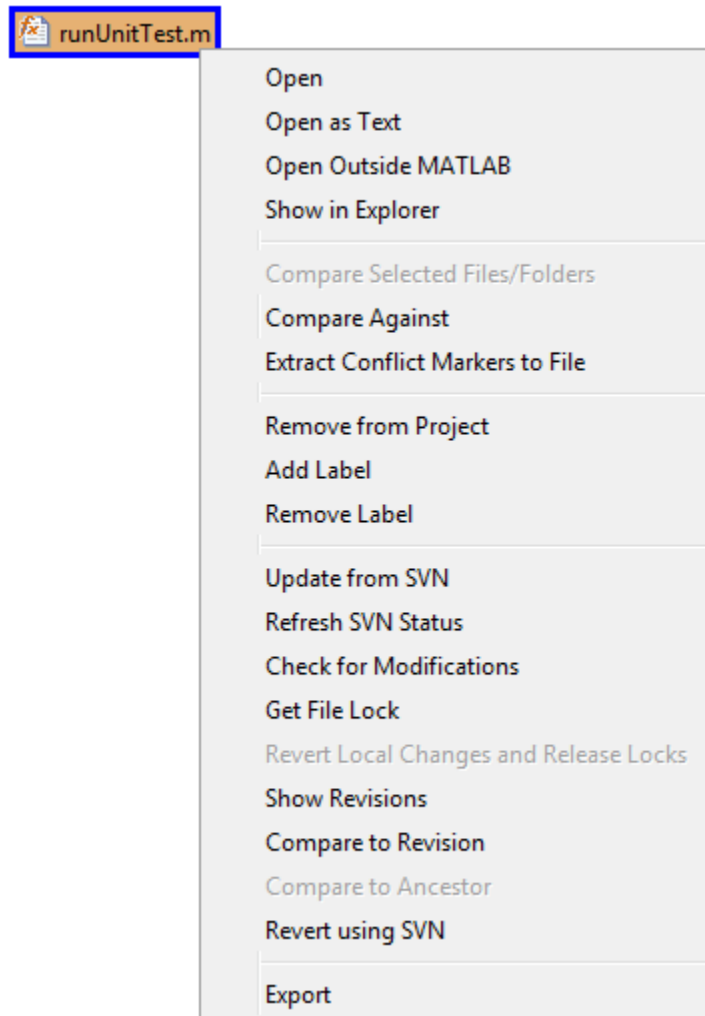 runUnitTest.m
Open
Open as Text
Open Outside MATLAB
Show in Explorer
Compare Selected Files/Folders
Compare Against
Extract Conflict Markers to File
Remove from Project
Add Label
Remove Label
Update from SVN
Refresh SVN Status
Check for Modifications
Get File Lock
Revert Local Changes and Release Locks
Show Revisions
Compare to Revision
Compare to Ancestor
Revert using SVN
Export